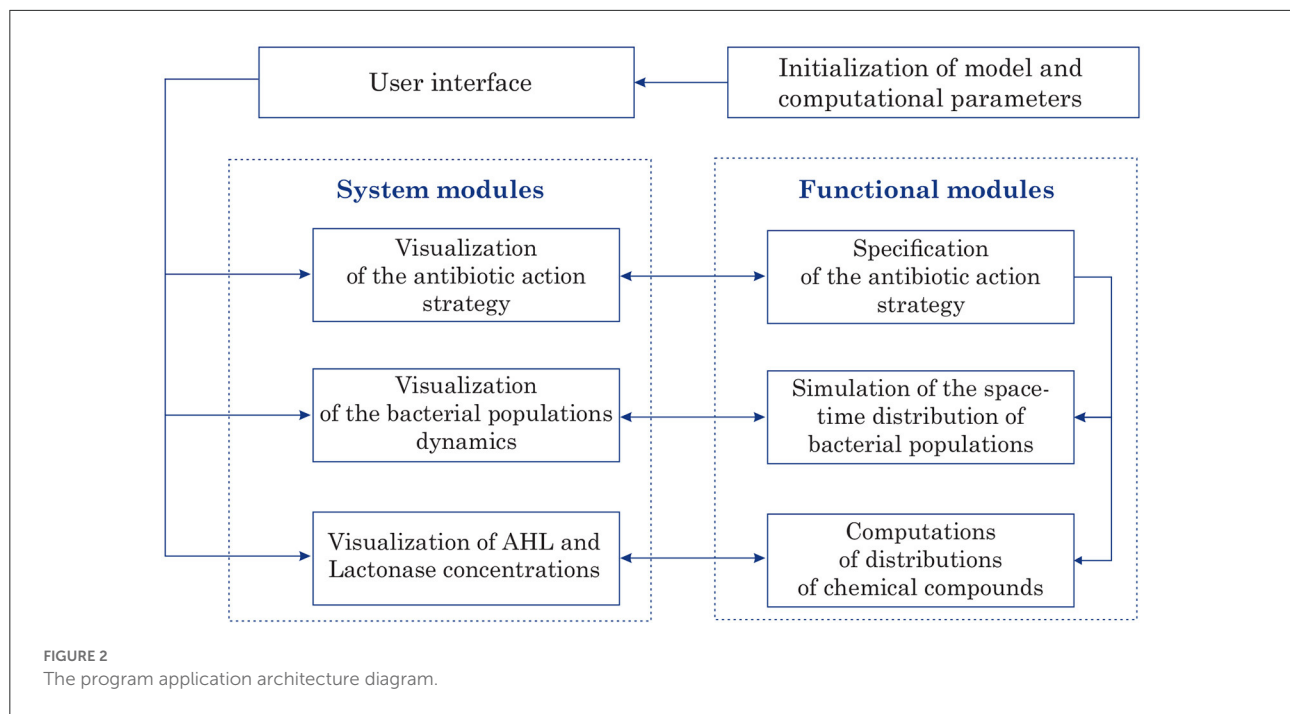 User interface
Initialization of model and
computational parameters
System modules
Functional modules
Visualization
of the antibiotic action
strategy
Specification
of the antibiotic action
strategy
Visualization
of the bacterial populations
dynamics
Simulation of the space-
time distribution of
bacterial populations
Visualization of AHL and
Lactonase concentrations
Computations
of distributions
of chemical compounds
FIGURE 2
The program application architecture diagram.